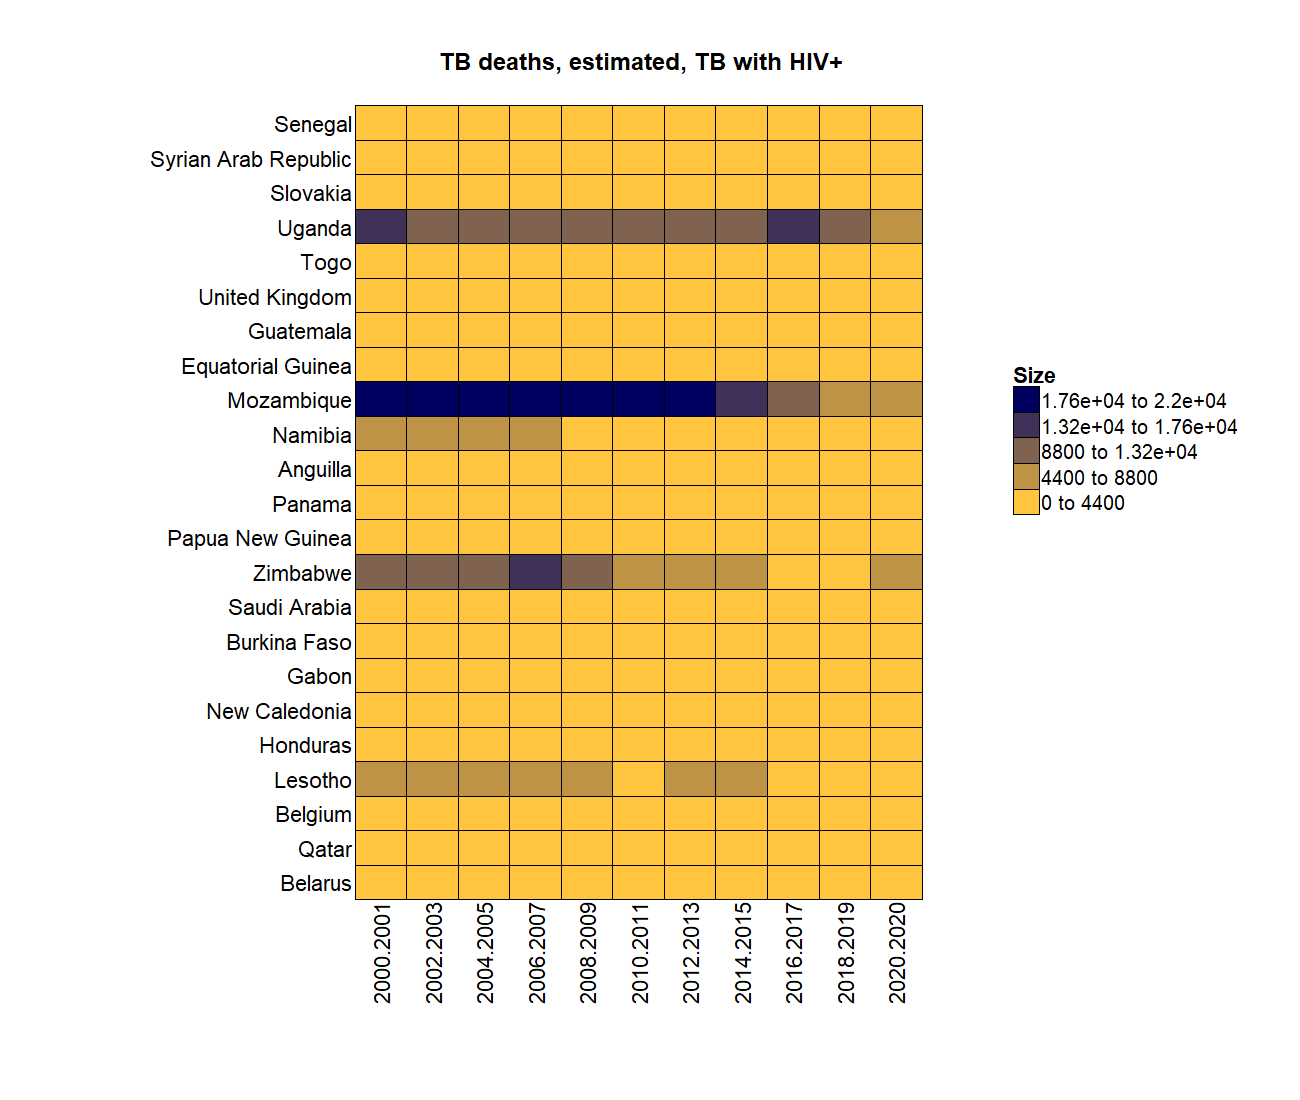 TB deaths, estimated, TB with HIV+
Senegal
Syrian Arab Republic
Slovakia
Uganda
Togo
United Kingdom
Guatemala
Equatorial Guinea
Mozambique
Namibia
Anguilla
Panama
Papua New Guinea
Zimbabwe
Saudi Arabia
Burkina Faso
Gabon
New Caledonia
Honduras
Lesotho
Belgium
Qatar
Belarus
2000.2001
2002.2003
2004.2005
2006.2007
2008.2009
2010.2011
2012.2013
2014.2015
2016.2017
2018.2019
2020.2020
Size
1.76e+04 to 2.2e+04
1.32e+04 to 1.76e+04
8800 to 1.32e+04
4400 to 8800
0 to 4400